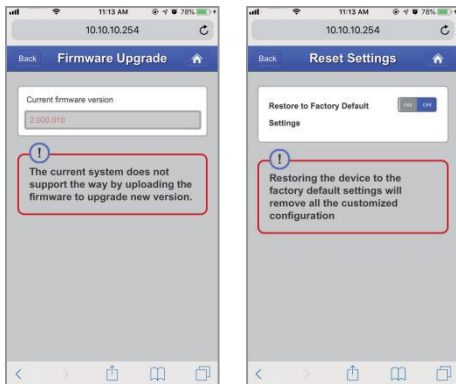 11:13 AM
78%
10.10.10.254
Back
Firmware Upgrade
Current firmware version
2.000.010
!
The current system does not
support the way by uploading the
firmware to upgrade new version.
11:13 AM
78%
10.10.10.254
Back
Reset Settings
Restore to Factory Default
Settings
ON OFF
!
Restoring the device to the
factory default settings will
remove all the customized
configuration